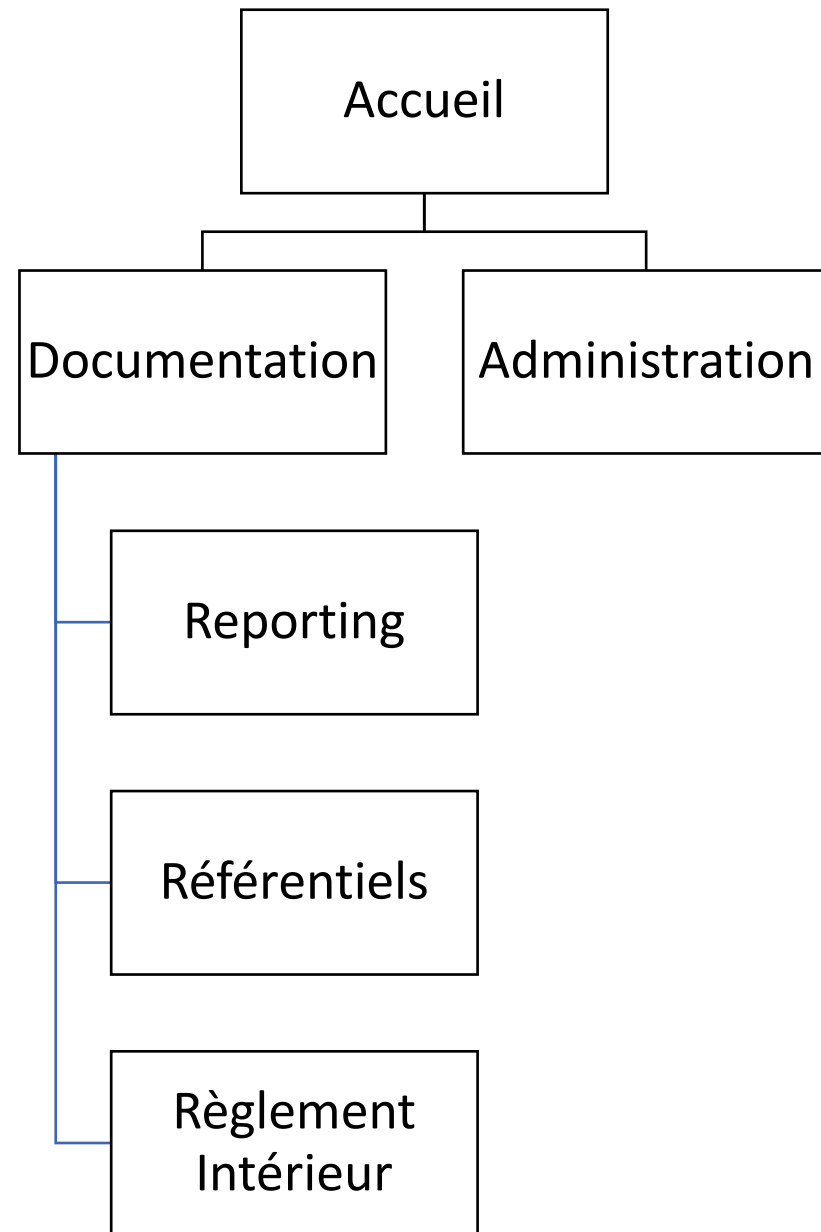 Accueil
Documentation
Administration
Reporting
Référentiels
Règlement
Intérieur